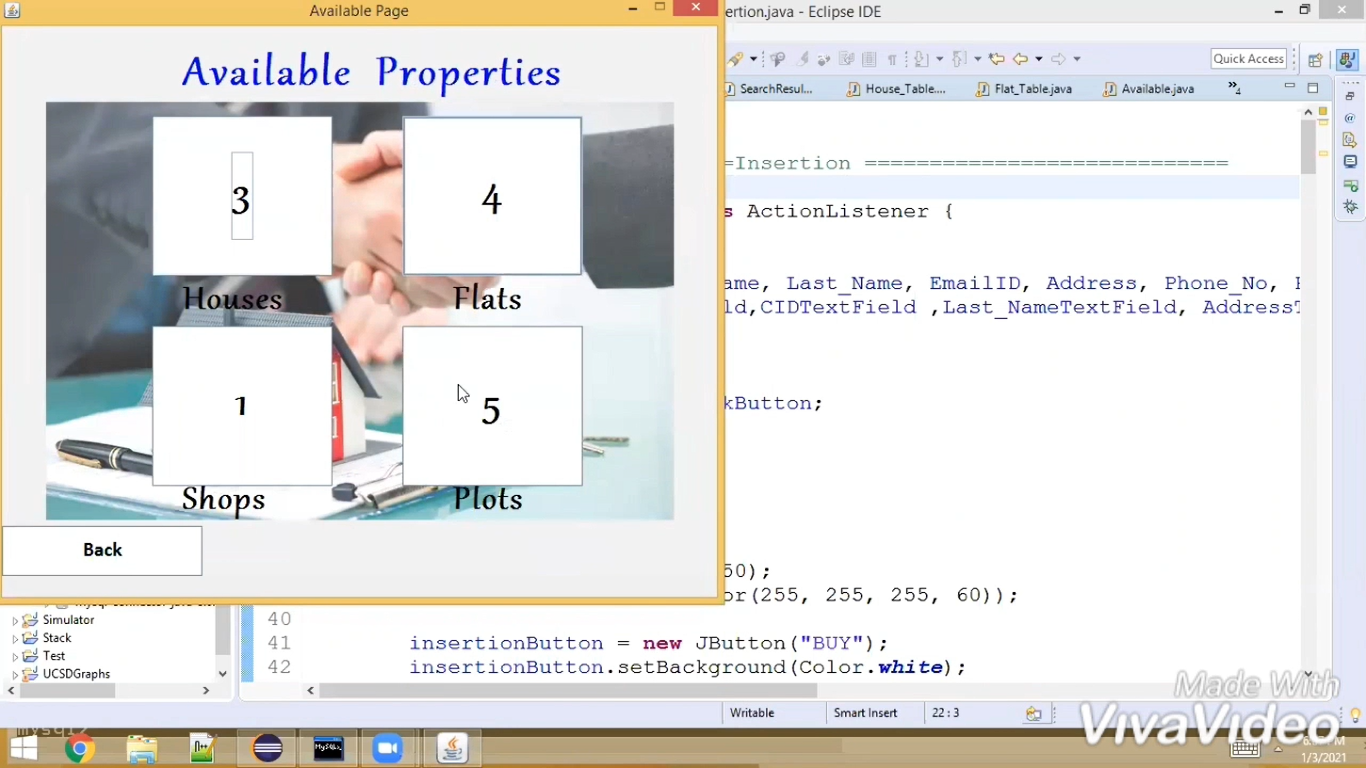 Available Page
Available Properties
3
4
Houses
Flats
1
5
Shops
Plots
Back
ertion.java - Eclipse IDE
Quick Access
SearchResul...
House_Table....
Flat_Table.java
Available.java
4
=Insertion ============================
s ActionListener {
ame, Last_Name, EmailID, Address, Phone_No,
ld,CIDTextField ,Last_NameTextField, AddressT
kButton;
50);
or(255, 255, 255, 60));
40
41 insertionButton = new JButton("BUY");
42 insertionButton.setBackground(Color.white);
Simulator
Stack
Test
UCSDGraphs
Writable
Smart Insert
22 : 3
Made With
VivaVideo
1/3/2021